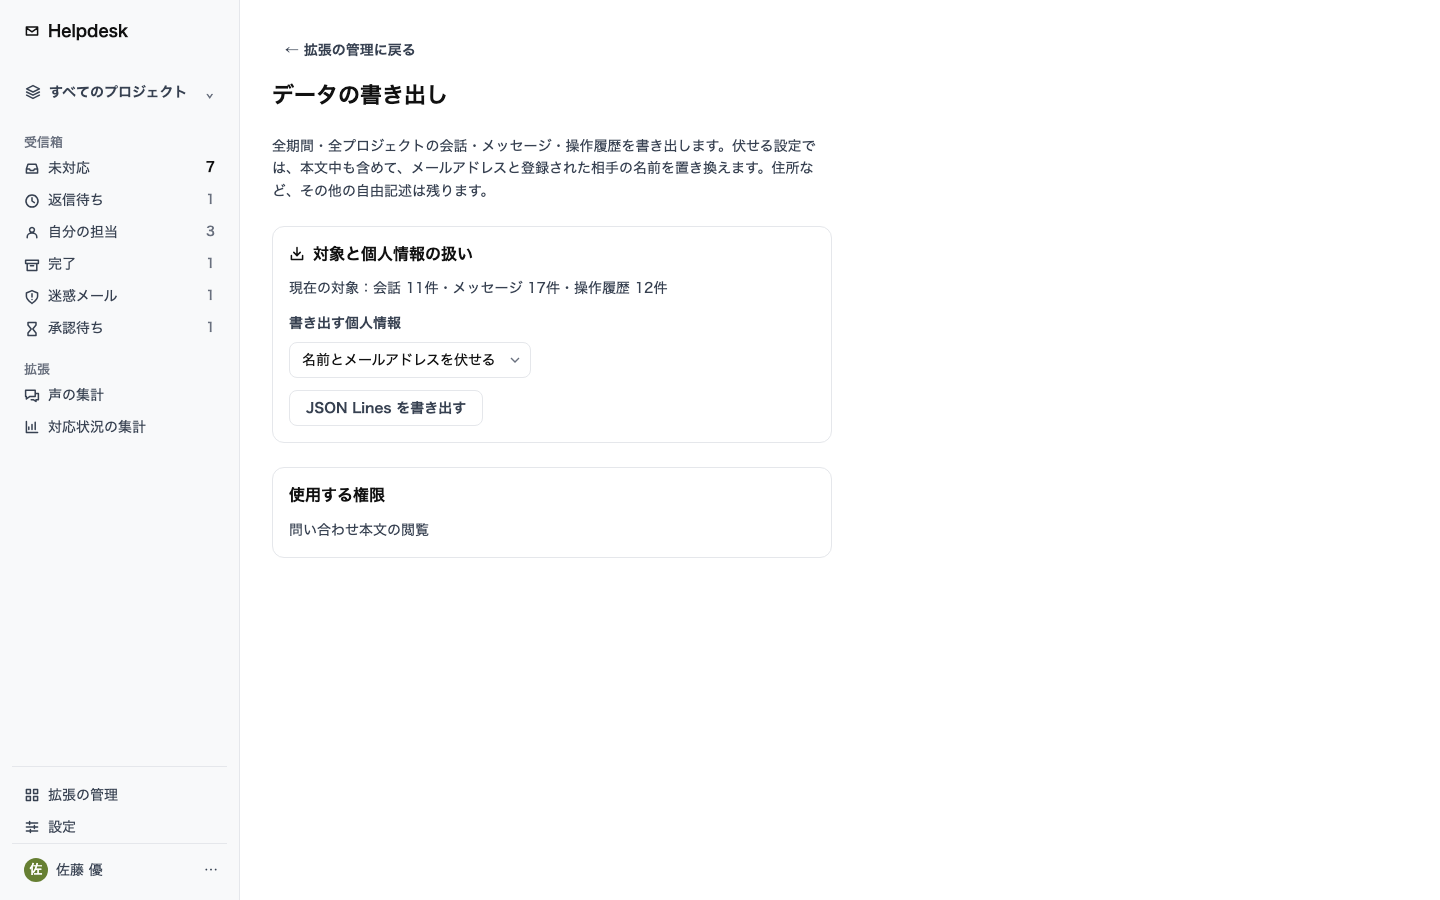 Helpdesk
すべてのプロジェクト
受信箱
未対応 7
返信待ち 1
自分の担当 3
完了 1
迷惑メール 1
承認待ち 1
拡張
声の集計
対応状況の集計
拡張の管理
設定
佐 佐藤 優 …
← 拡張の管理に戻る
データの書き出し
全期間・全プロジェクトの会話・メッセージ・操作履歴を書き出します。伏せる設定で
は、本文中も含めて、メールアドレスと登録された相手の名前を置き換えます。住所な
ど、その他の自由記述は残ります。
対象と個人情報の扱い
現在の対象：会話 11件・メッセージ 17件・操作履歴 12件
書き出す個人情報
名前とメールアドレスを伏せる
JSON Lines を書き出す
使用する権限
問い合わせ本文の閲覧